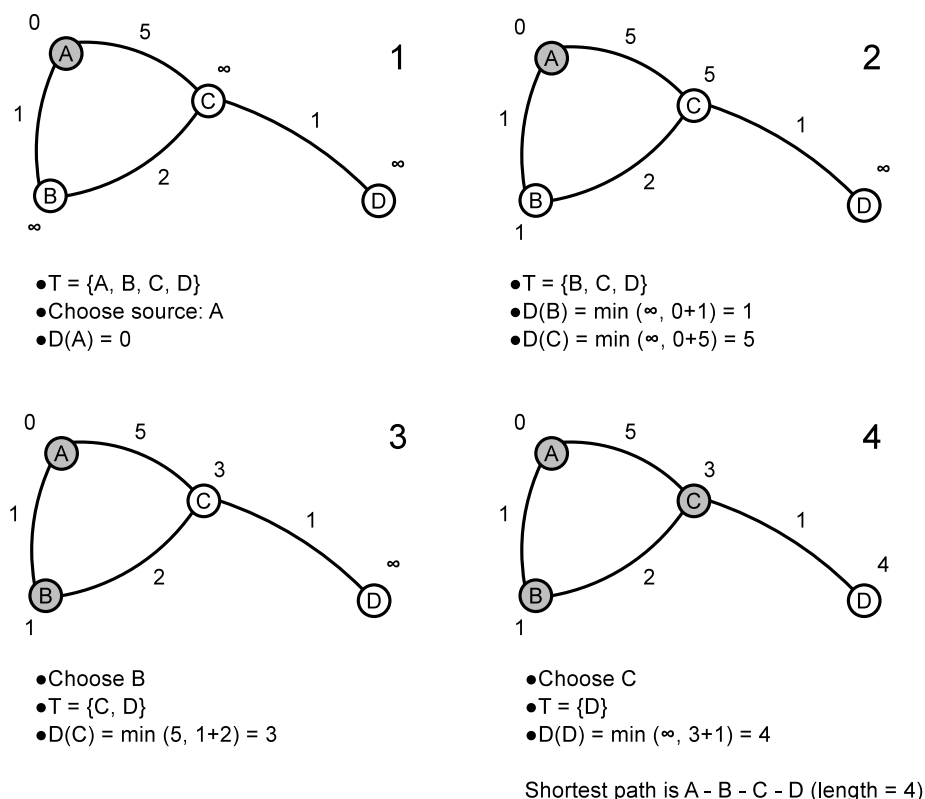 0
A
5
∞
1
C
1
1
∞
B
2
D
∞
●T = {A, B, C, D}
●Choose source: A
●D(A) = 0
0
A
5
5
2
C
1
1
∞
B
2
D
1
●T = {B, C, D}
●D(B) = min (∞, 0+1) = 1
●D(C) = min (∞, 0+5) = 5
0
A
5
3
3
C
1
1
∞
B
2
D
1
●Choose B
●T = {C, D}
●D(C) = min (5, 1+2) = 3
0
A
5
3
4
C
1
1
4
B
2
D
1
●Choose C
●T = {D}
●D(D) = min (∞, 3+1) = 4
Shortest path is A - B - C - D (length = 4)